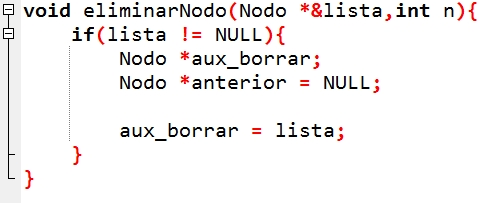 void eliminarNodo(Nodo *&lista,int n){
if(lista != NULL){
Nodo *aux_borrar;
Nodo *anterior = NULL;
aux_borrar = lista;
}
}